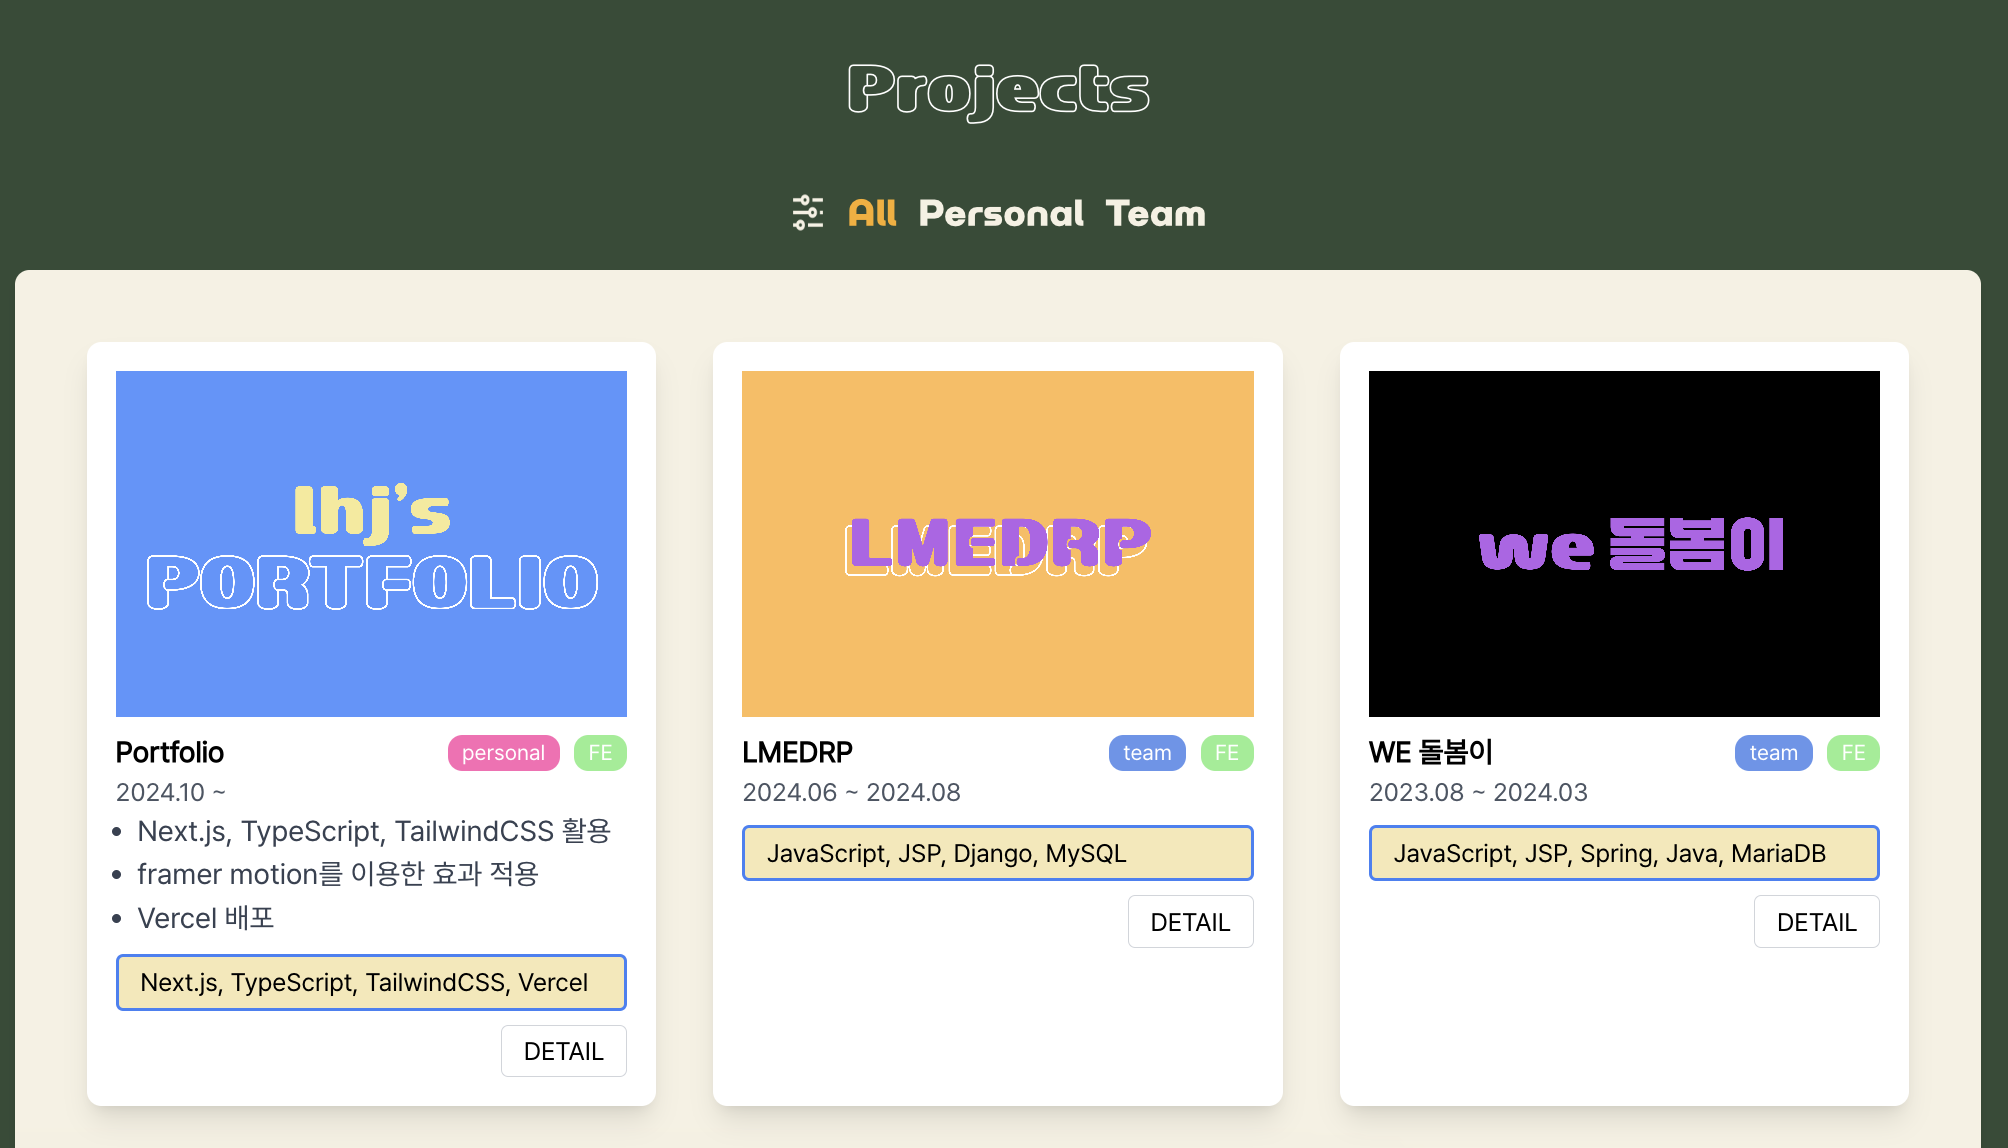 Projects
All Personal Team
lhj’s
PORTFOLIO
Portfolio personal FE
2024.10 ~
• Next.js, TypeScript, TailwindCSS 활용
• framer motion를 이용한 효과 적용
• Vercel 배포
Next.js, TypeScript, TailwindCSS, Vercel
DETAIL
LMEDRP
LMEDRP team FE
2024.06 ~ 2024.08
JavaScript, JSP, Django, MySQL
DETAIL
we 돌봄이
WE 돌봄이 team FE
2023.08 ~ 2024.03
JavaScript, JSP, Spring, Java, MariaDB
DETAIL